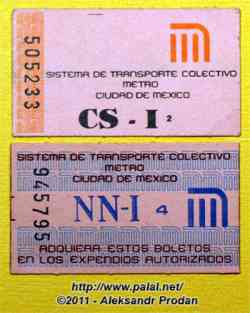 505233
SISTEMA DE TRANSPORTE COLECTIVO
METRO
CIUDAD DE MEXICO
CS - I 2
SISTEMA DE TRANSPORTE COLECTIVO
METRO
CIUDAD DE MEXICO
945795
NN-I 4
ADQUIERA ESTOS BOLETOS
EN LOS EXPENDIOS AUTORIZADOS
http://www.palal.net/
©2011 - Aleksandr Prodan